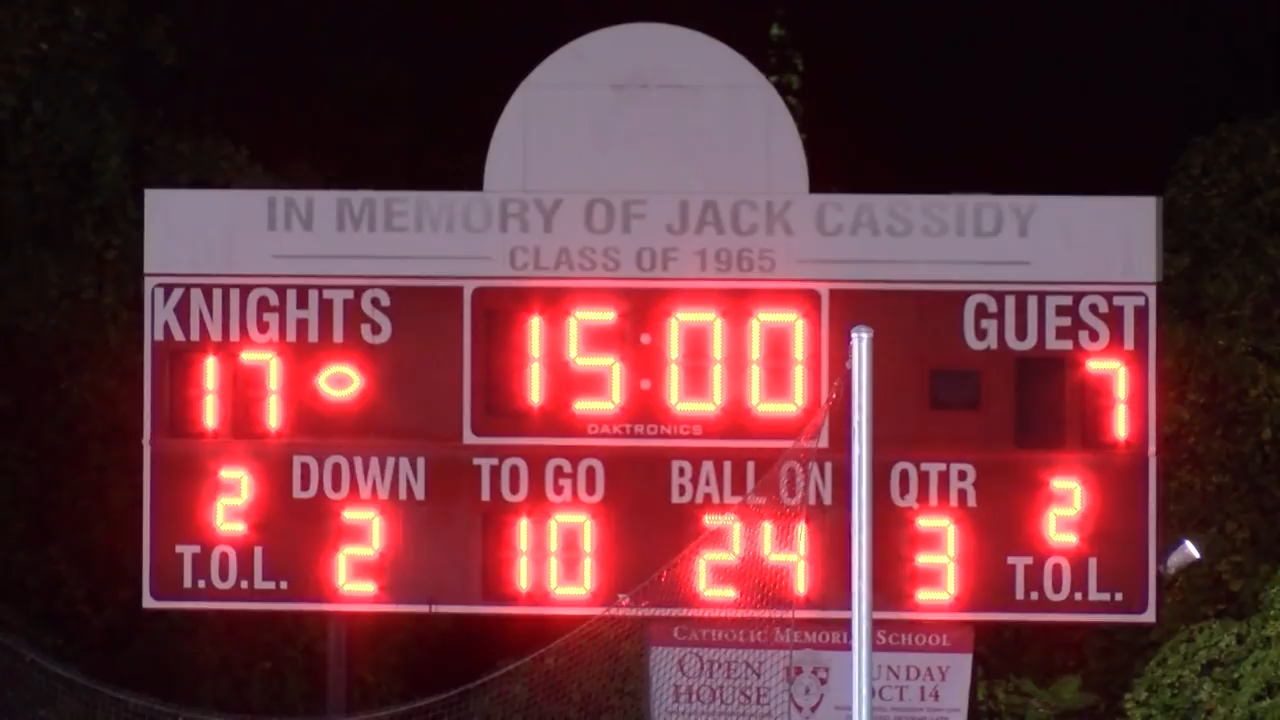 IN MEMORY OF JACK CASSIDY
CLASS OF 1965
KNIGHTS 15:00 GUEST
17 7
DAKTRONICS
DOWN TO GO BALL ON QTR
2 2 10 24 3 2
T.O.L. T.O.L.
CATHOLIC MEMORIAL SCHOOL
OPEN
HOUSE
OCT. 14